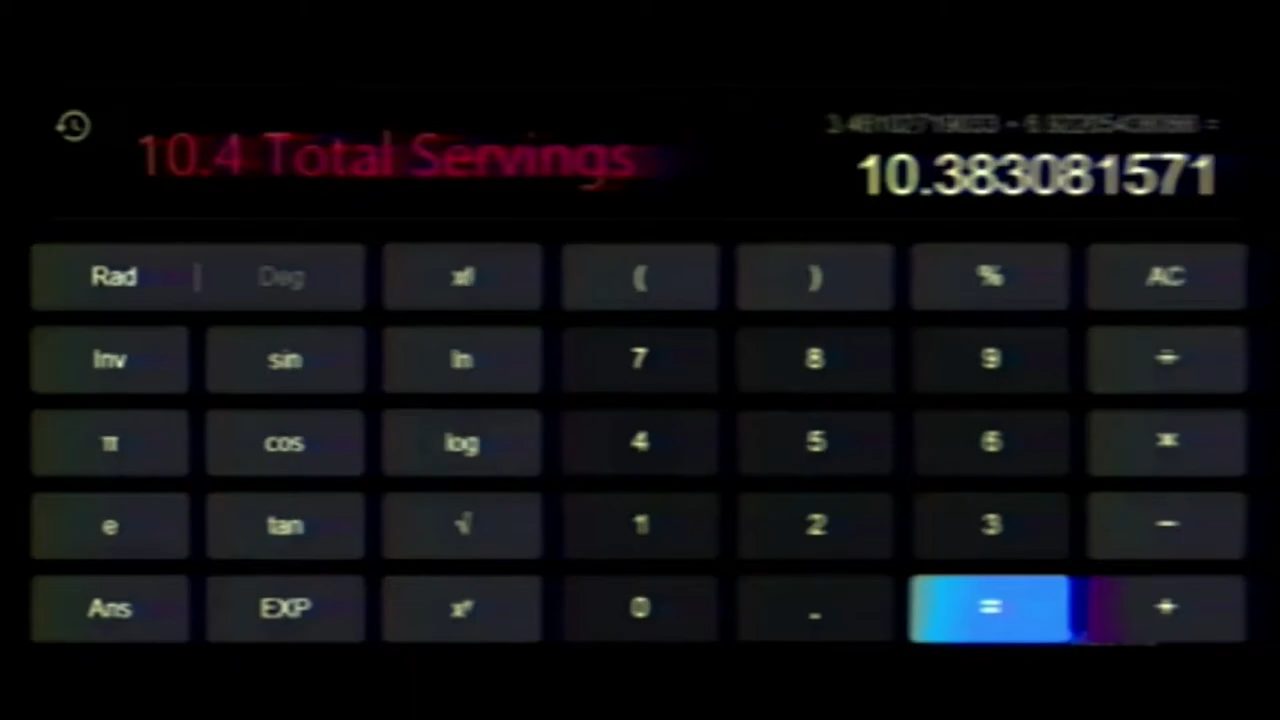 10.4 Total Servings
10.383081571
Rad | Deg x! ( ) % AC
Inv sin ln 7 8 9 ÷
π cos log 4 5 6 ×
e tan √ 1 2 3 −
Ans EXP xʸ 0 . = +